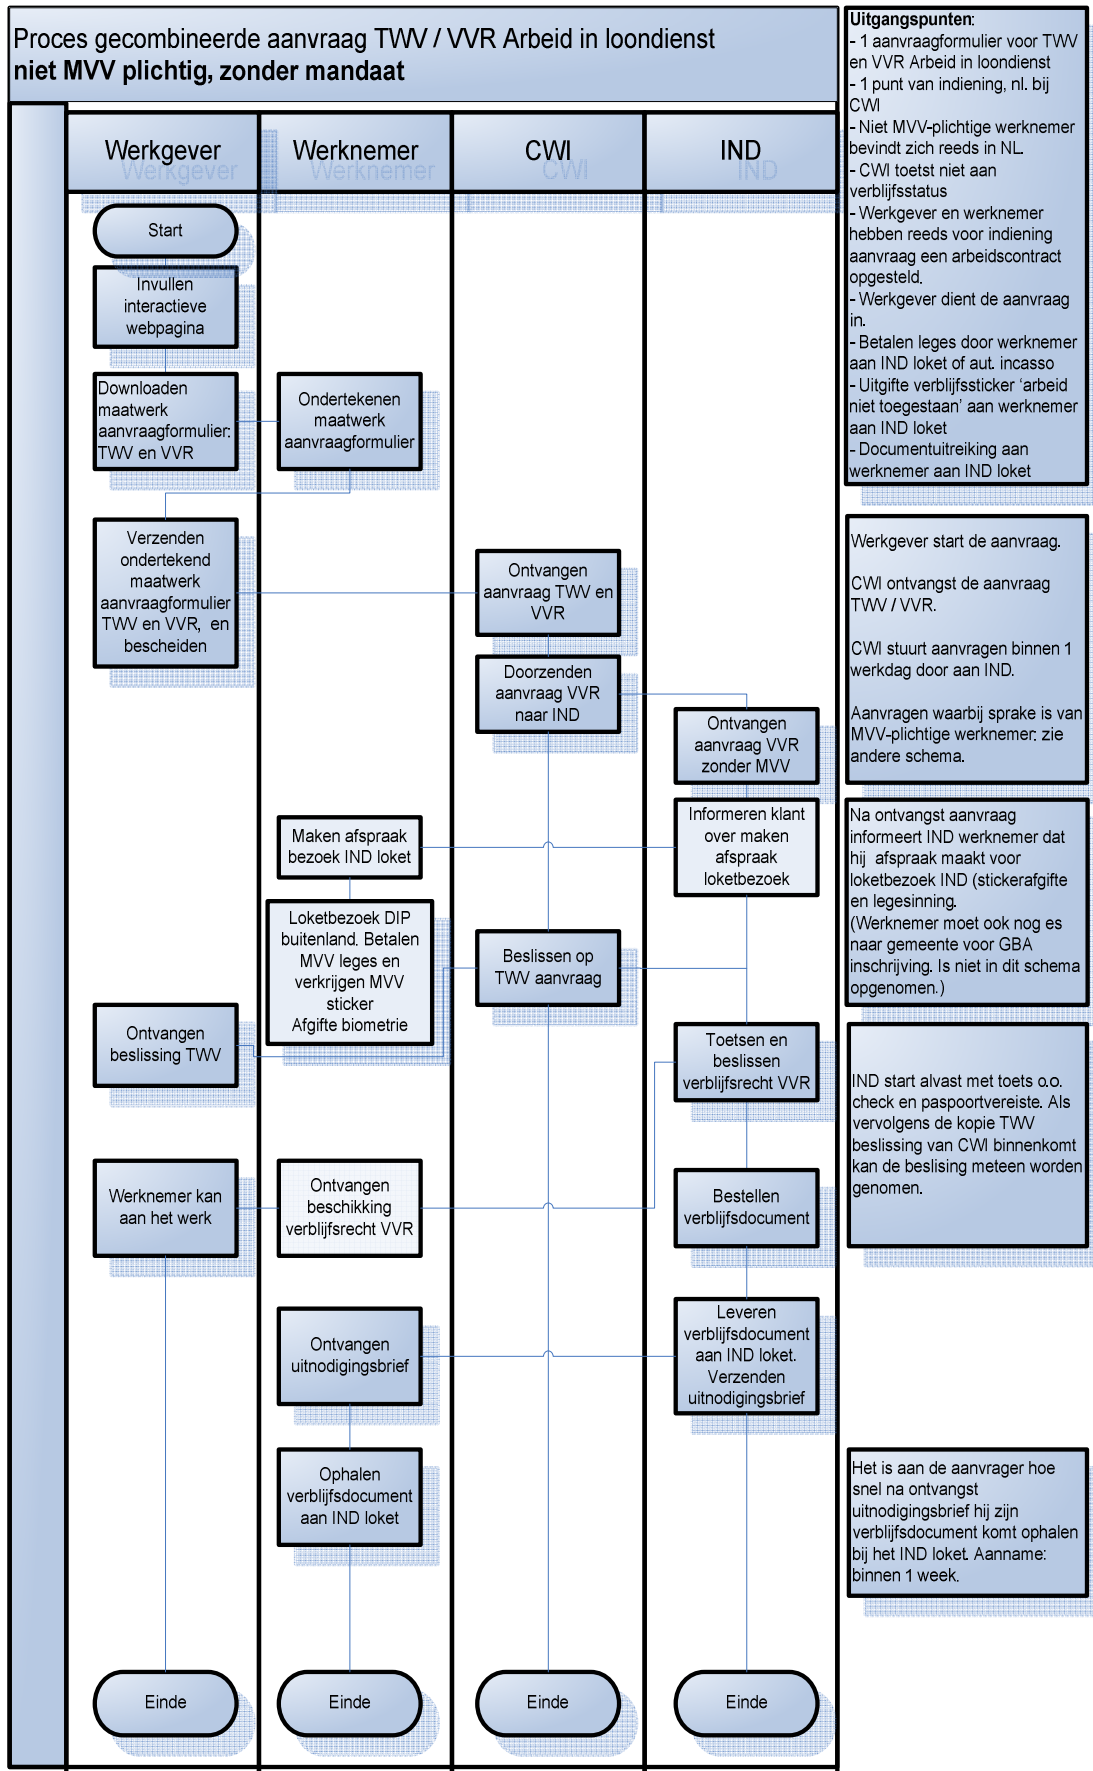 Proces gecombineerde aanvraag TWV / VVR Arbeid in loondienst
niet MVV plichtig, zonder mandaat
Werkgever
Werknemer
CWI
IND
Start
Invullen
interactieve
webpagina
Downloaden
maatwerk
aanvraagformulier:
TWV en VVR
Ondertekenen
maatwerk
aanvraagformulier
Verzenden
ondertekend
maatwerk
aanvraagformulier
TWV en VVR, en
bescheiden
Ontvangen
aanvraag TWV en
VVR
Doorzenden
aanvraag VVR
naar IND
Ontvangen
aanvraag VVR
zonder MVV
Informeren klant
over maken
afspraak
loketbezoek
Maken afspraak
bezoek IND loket
Loketbezoek DIP
buitenland. Betalen
MVV leges en
verkrijgen MVV
sticker
Afgifte biometrie
Beslissen op
TWV aanvraag
Ontvangen
beslissing TWV
Toetsen en
beslissen
verblijfsrecht VVR
Werknemer kan
aan het werk
Ontvangen
beschikking
verblijfsrecht VVR
Bestellen
verblijfsdocument
Ontvangen
uitnodigingsbrief
Leveren
verblijfsdocument
aan IND loket.
Verzenden
uitnodigingsbrief
Ophalen
verblijfsdocument
aan IND loket
Einde
Einde
Einde
Einde
Uitgangspunten:
- 1 aanvraagformulier voor TWV
en VVR Arbeid in loondienst
- 1 punt van indiening, nl. bij
CWI
- Niet MVV-plichtige werknemer
bevindt zich reeds in NL.
- CWI toetst niet aan
verblijfsstatus
- Werkgever en werknemer
hebben reeds voor indiening
aanvraag een arbeidscontract
opgesteld.
- Werkgever dient de aanvraag
in.
- Betalen leges door werknemer
aan IND loket of aut. incasso
- Uitgifte verblijfssticker ‘arbeid
niet toegestaan’ aan werknemer
aan IND loket
- Documentuitreiking aan
werknemer aan IND loket
Werkgever start de aanvraag.
CWI ontvangst de aanvraag
TWV / VVR.
CWI stuurt aanvragen binnen 1
werkdag door aan IND.
Aanvragen waarbij sprake is van
MVV-plichtige werknemer: zie
andere schema.
Na ontvangst aanvraag
informeert IND werknemer dat
hij afspraak maakt voor
loketbezoek IND (stickerafgifte
en legesinning.
(Werknemer moet ook nog es
naar gemeente voor GBA
inschrijving. Is niet in dit schema
opgenomen.)
IND start alvast met toets o.o.
check en paspoortvereiste. Als
vervolgens de kopie TWV
beslissing van CWI binnenkomt
kan de beslising meteen worden
genomen.
Het is aan de aanvrager hoe
snel na ontvangst
uitnodigingsbrief hij zijn
verblijfsdocument komt ophalen
bij het IND loket. Aanname:
binnen 1 week.